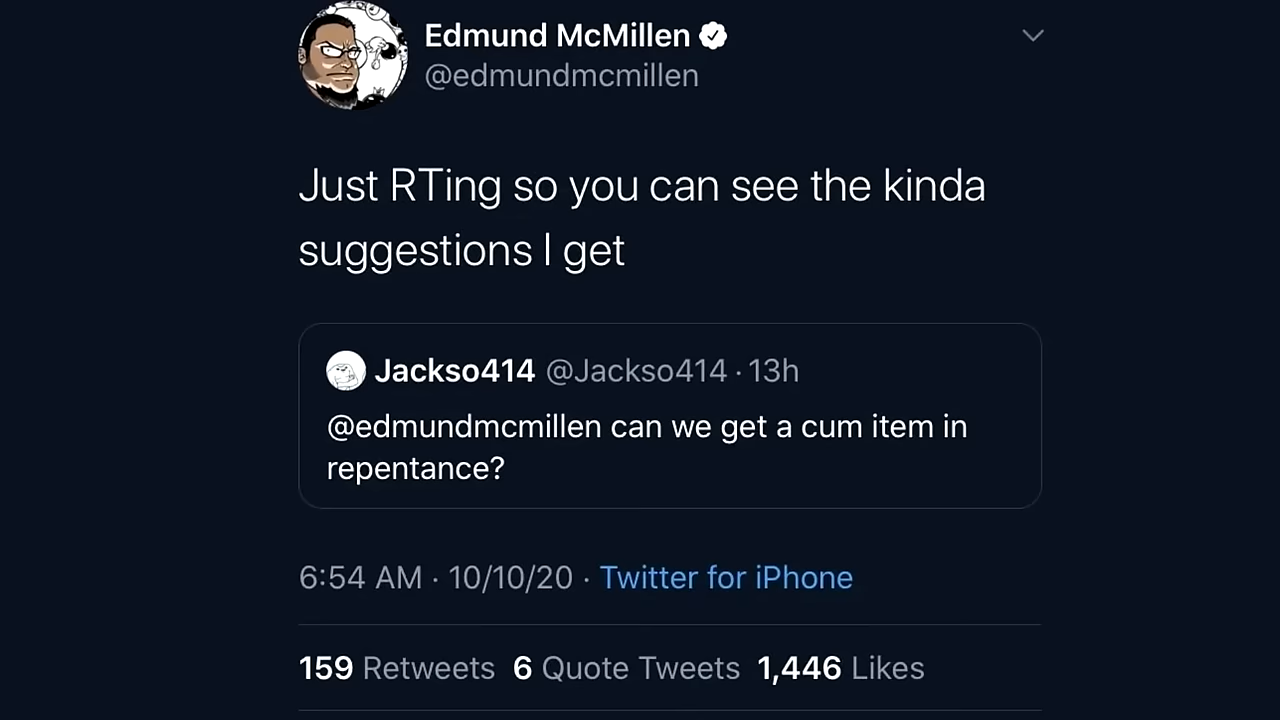 Edmund McMillen
@edmundmcmillen
Just RTing so you can see the kinda
suggestions I get
Jackso414 @Jackso414 · 13h
@edmundmcmillen can we get a cum item in
repentance?
6:54 AM · 10/10/20 · Twitter for iPhone
159 Retweets 6 Quote Tweets 1,446 Likes